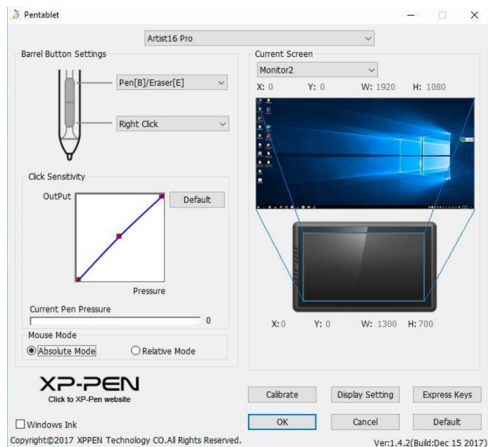 Pentablet
Artist16 Pro
Barrel Button Settings
Pen[B]/Eraser[E]
Right Click
Click Sensitivity
OutPut
Default
Pressure
Current Pen Pressure
0
Mouse Mode
Absolute Mode
Relative Mode
XP-PEN
Click to XP-Pen website
Windows Ink
Copyright©2017 XPPEN Technology CO.All Rights Reserved.
Current Screen
Monitor2
X: 0 Y: 0 W: 1920 H: 1080
X:0 Y: 0 W: 1300 H:700
Calibrate
Display Setting
Express Keys
OK
Cancel
Default
Ver:1.4.2(Build:Dec 15 2017)